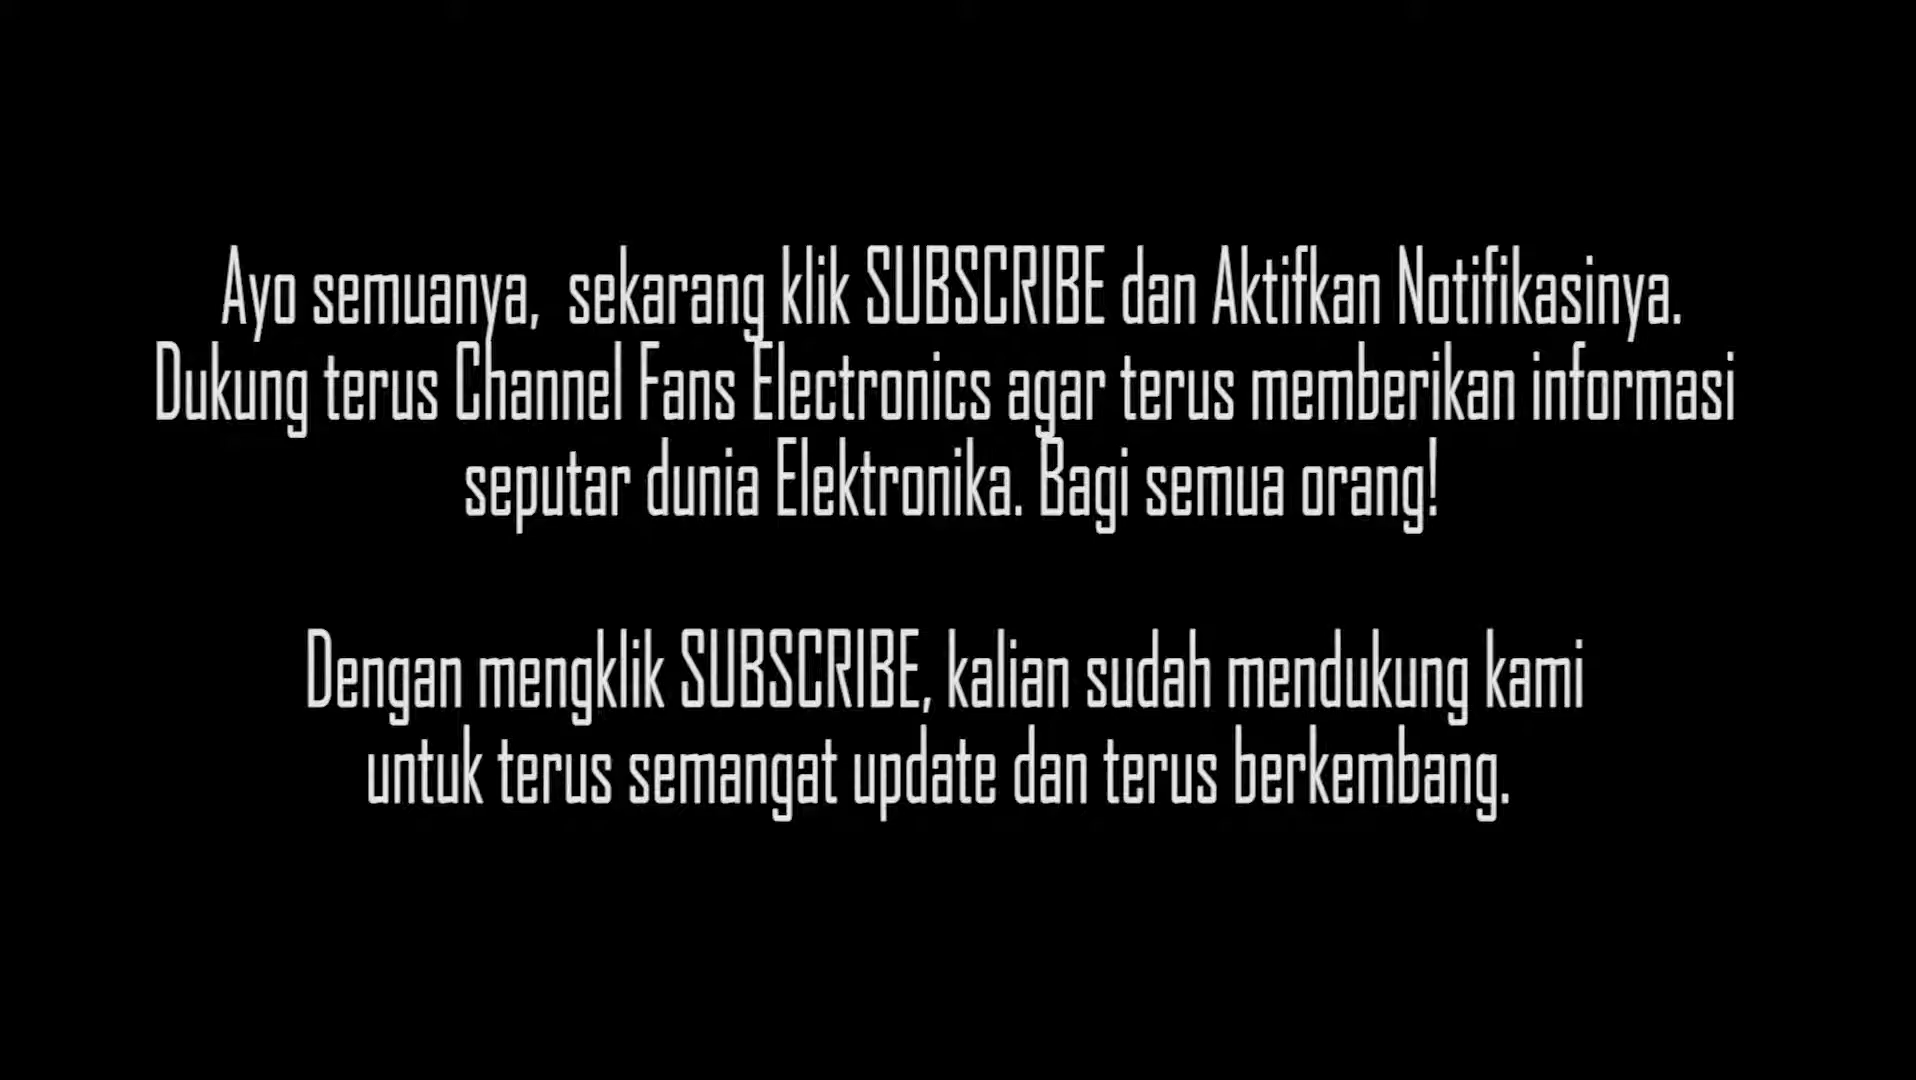 Ayo semuanya,  sekarang klik SUBSCRIBE dan Aktifkan Notifikasinya.
Dukung terus Channel Fans Electronics agar terus memberikan informasi
seputar dunia Elektronika. Bagi semua orang!
Dengan mengklik SUBSCRIBE, kalian sudah mendukung kami
untuk terus semangat update dan terus berkembang.